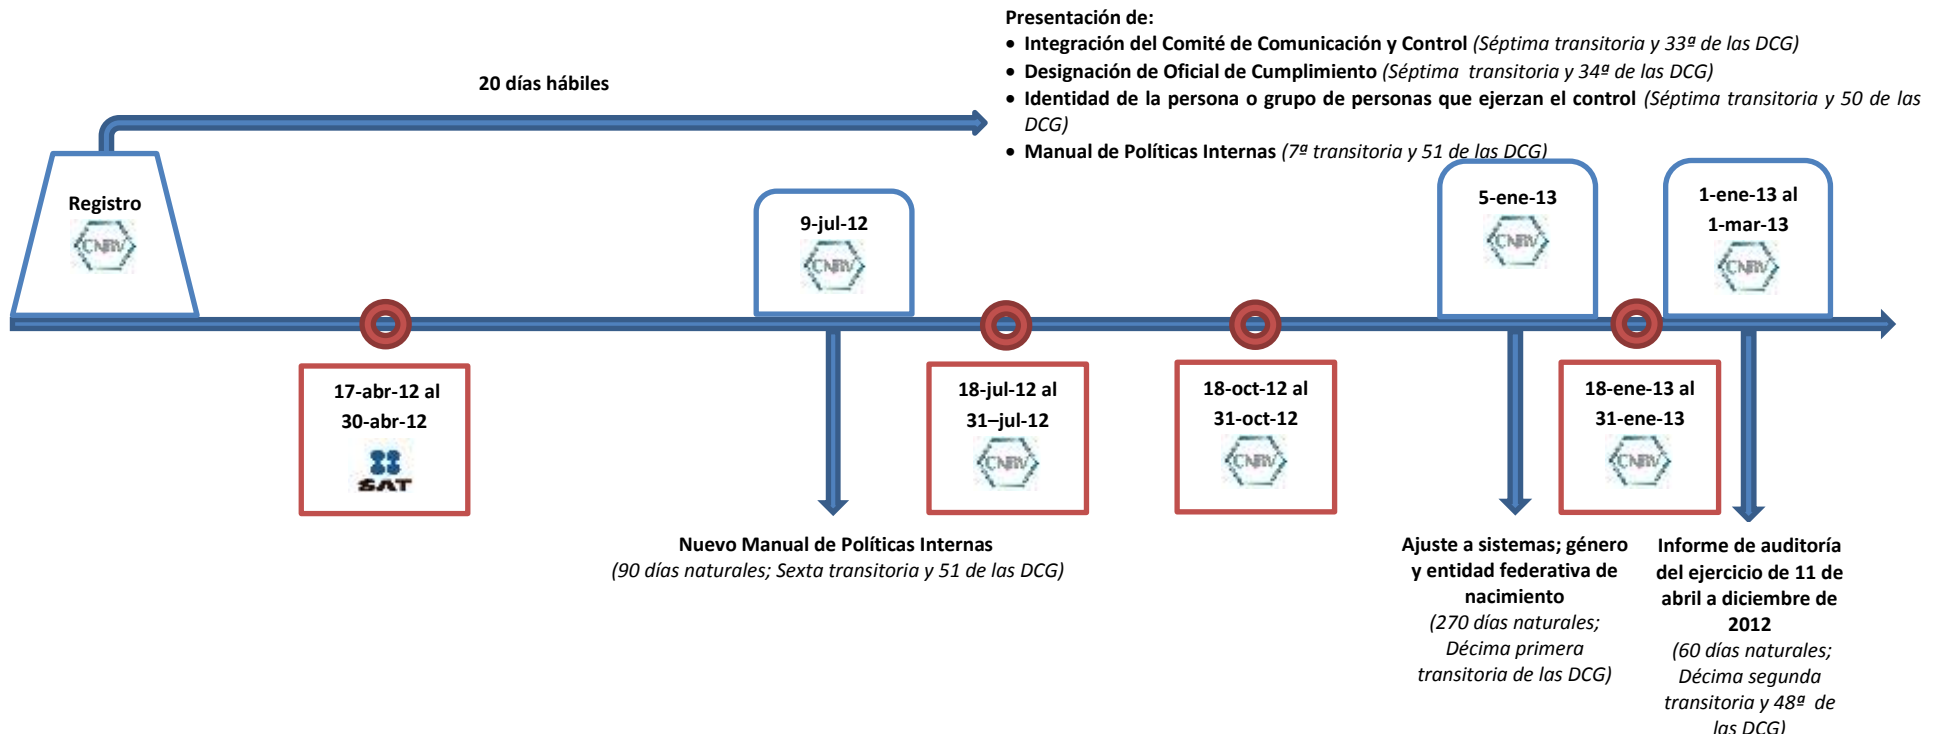 Presentación de:
• Integración del Comité de Comunicación y Control (Séptima transitoria y 33ª de las DCG)
• Designación de Oficial de Cumplimiento (Séptima transitoria y 34ª de las DCG)
• Identidad de la persona o grupo de personas que ejerzan el control (Séptima transitoria y 50 de las
DCG)
• Manual de Políticas Internas (7ª transitoria y 51 de las DCG)
20 días hábiles
Registro
CNBV
9-jul-12
CNBV
5-ene-13
CNBV
1-ene-13 al
1-mar-13
CNBV
17-abr-12 al
30-abr-12
SAT
18-jul-12 al
31–jul-12
CNBV
18-oct-12 al
31-oct-12
CNBV
18-ene-13 al
31-ene-13
CNBV
Nuevo Manual de Políticas Internas
(90 días naturales; Sexta transitoria y 51 de las DCG)
Ajuste a sistemas; género
y entidad federativa de
nacimiento
(270 días naturales;
Décima primera
transitoria de las DCG)
Informe de auditoría
del ejercicio de 11 de
abril a diciembre de
2012
(60 días naturales;
Décima segunda
transitoria y 48ª de
las DCG)